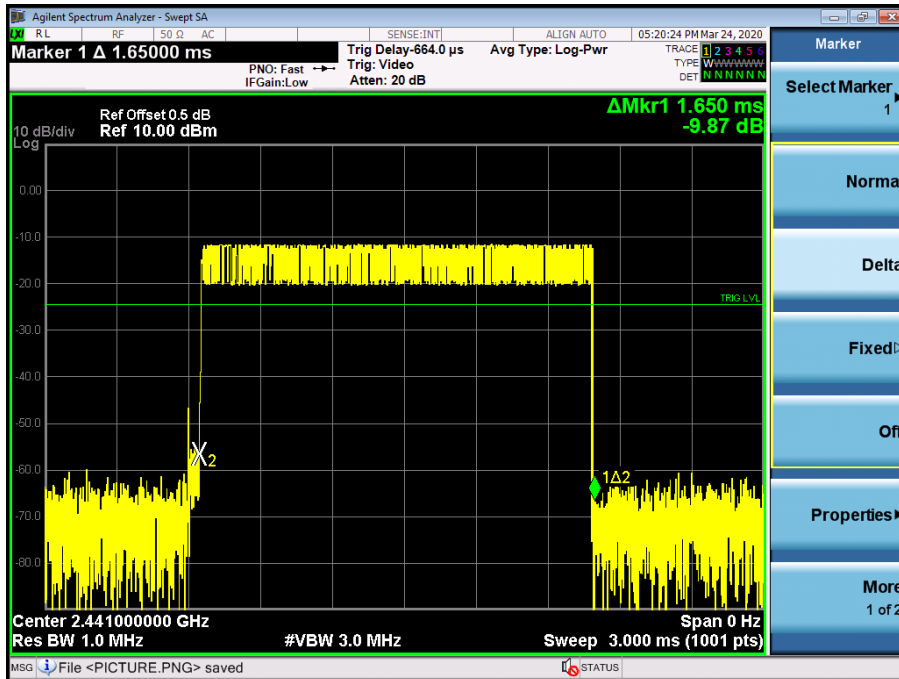 Agilent Spectrum Analyzer - Swept SA
LXI RL RF 50 Ω AC SENSE:INT ALIGN AUTO 05:20:24 PM Mar 24, 2020
Marker 1 Δ 1.65000 ms
PNO: Fast
IFGain:Low
Trig Delay-664.0 µs
Trig: Video
Atten: 20 dB
Avg Type: Log-Pwr
TRACE 1 2 3 4 5 6
TYPE WWWWWW
DET N N N N N N
ΔMkr1 1.650 ms
-9.87 dB
Ref Offset 0.5 dB
10 dB/div Ref 10.00 dBm
Log
0.00
-10.0
-20.0
TRIG LVL
-30.0
-40.0
-50.0
2
-60.0
1Δ2
-70.0
-80.0
Center 2.441000000 GHz Span 0 Hz
Res BW 1.0 MHz #VBW 3.0 MHz Sweep 3.000 ms (1001 pts)
MSG File <PICTURE.PNG> saved STATUS
Marker
Select Marker
1
Norma
Delta
Fixed
Of
Properties
More
1 of 2